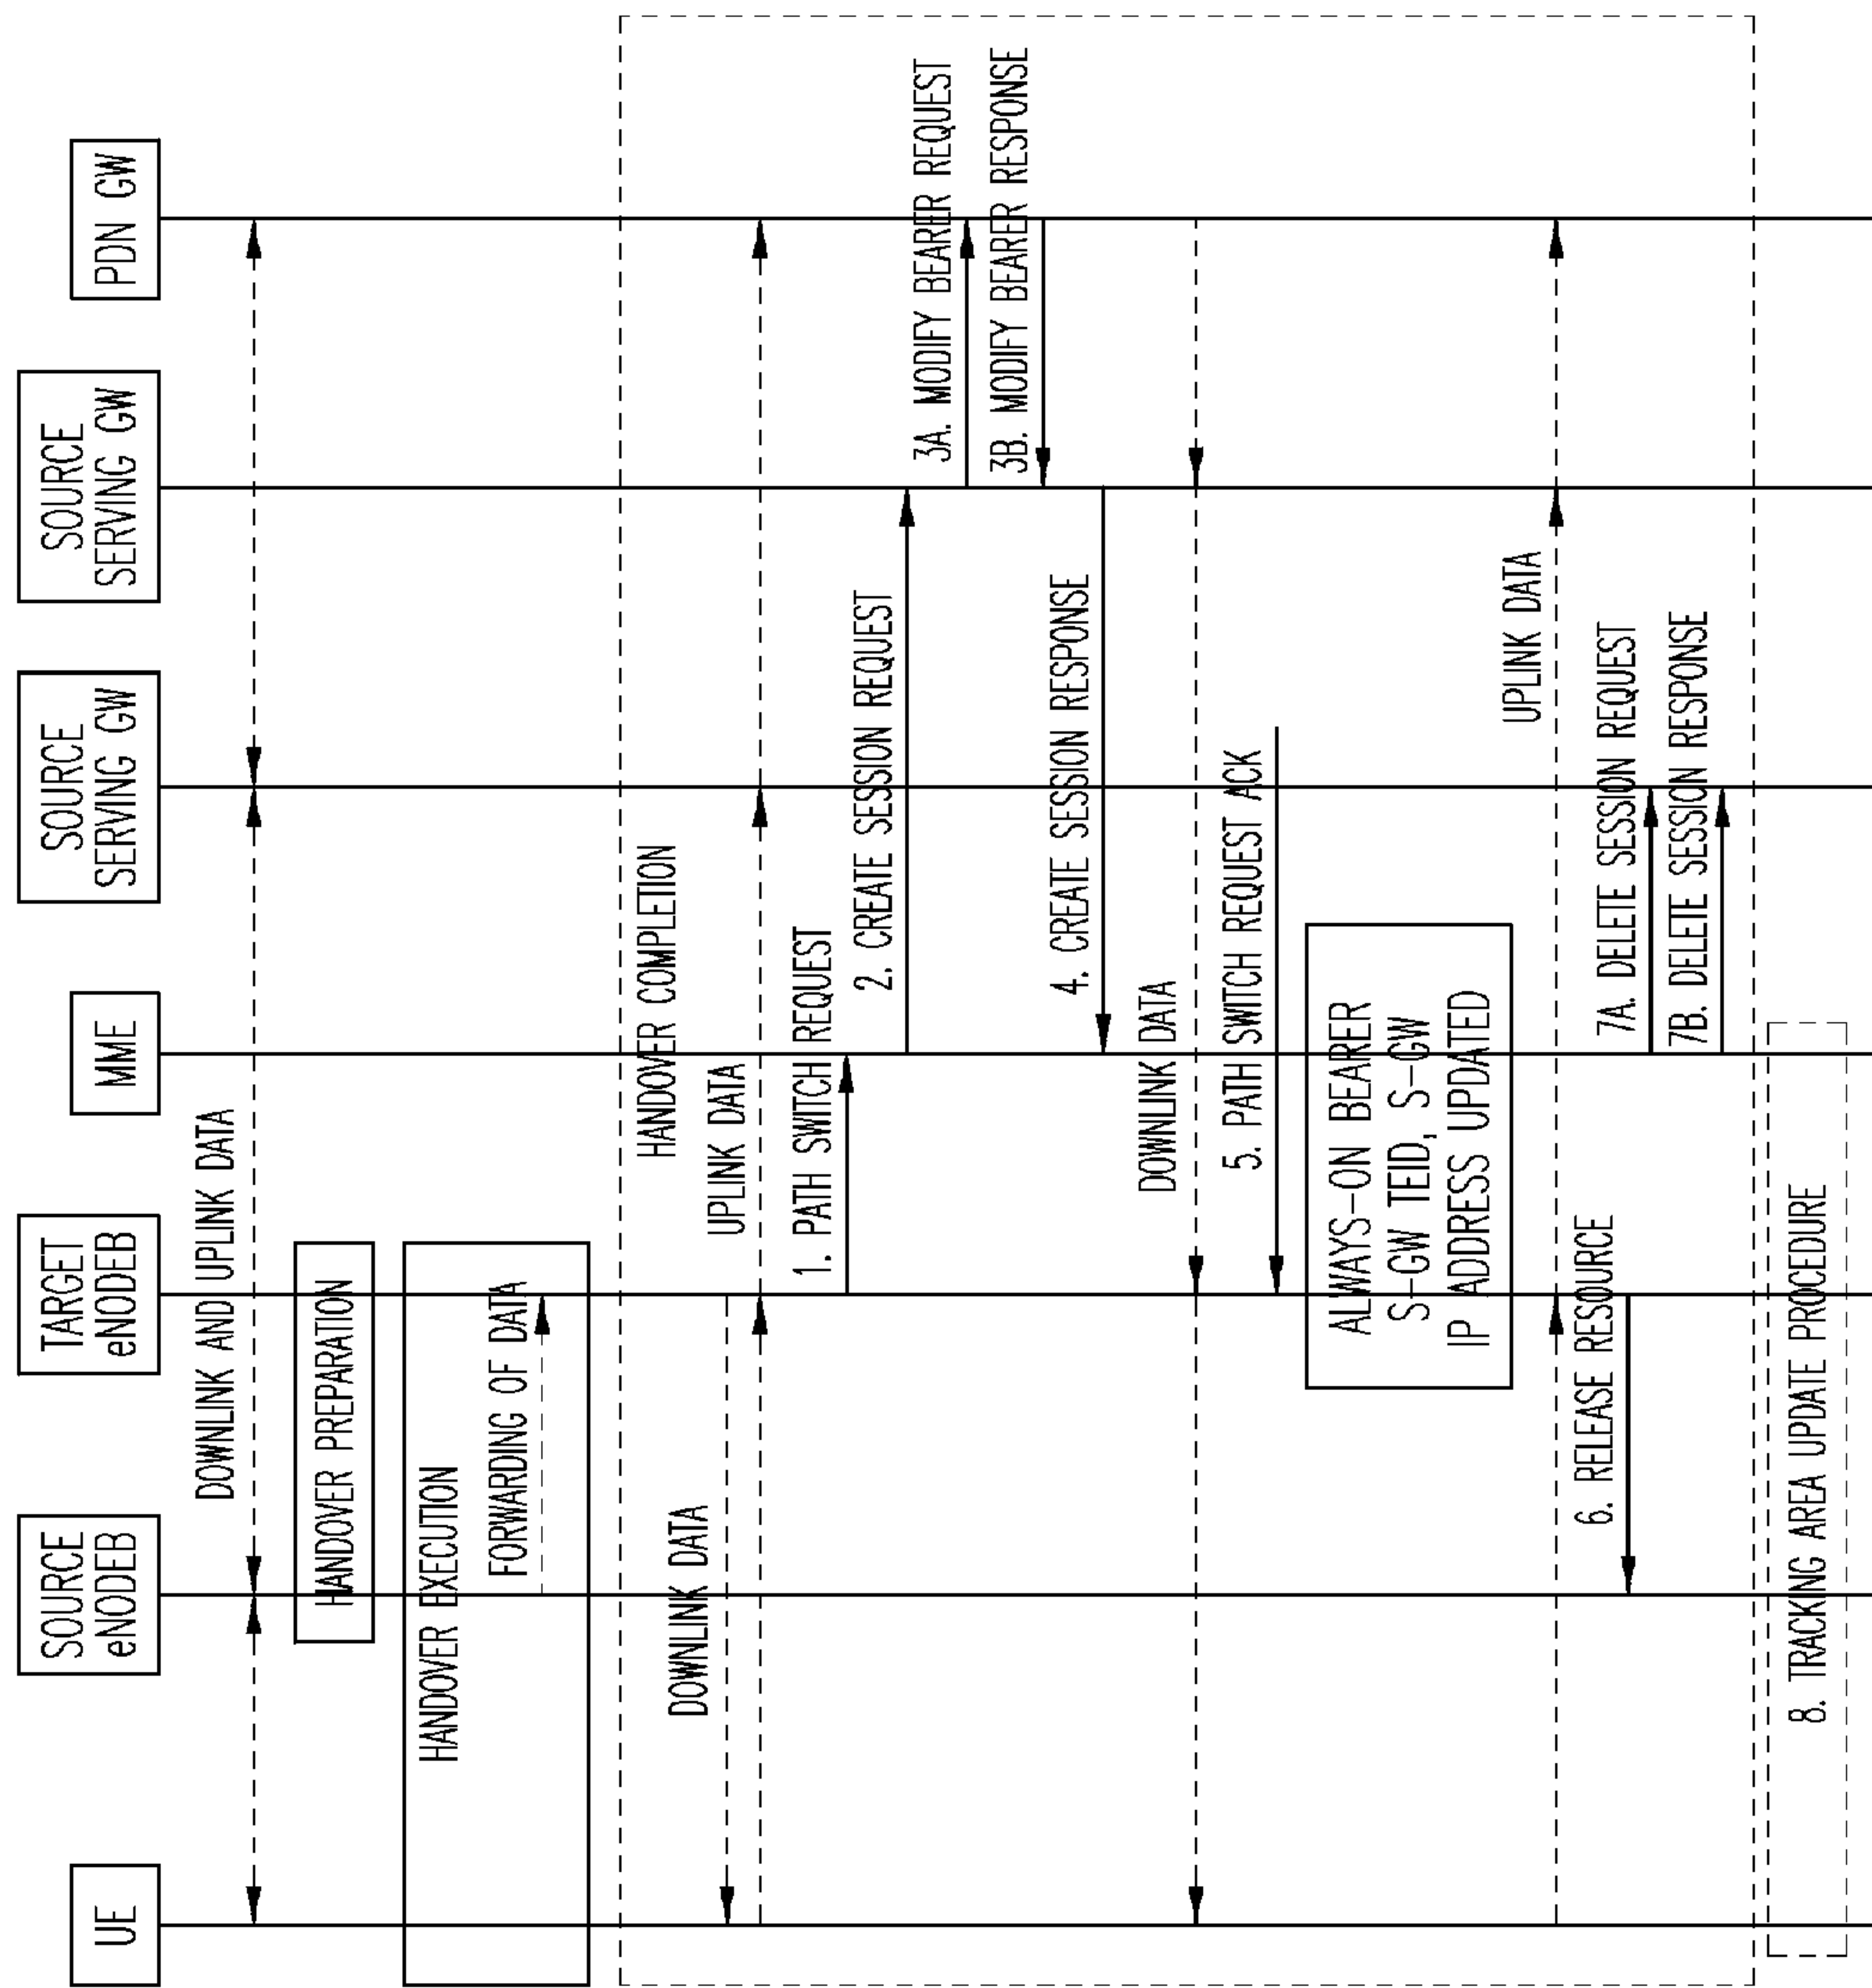 UE
SOURCE
eNODEB
TARGET
eNODEB
MME
SOURCE
SERVING GW
SOURCE
SERVING GW
PDN GW
DOWNLINK AND UPLINK DATA
HANDOVER PREPARATION
HANDOVER EXECUTION
FORWARDING OF DATA
HANDOVER COMPLETION
DOWNLINK DATA
UPLINK DATA
1. PATH SWITCH REQUEST
2. CREATE SESSION REQUEST
3A. MODIFY BEARER REQUEST
3B. MODIFY BEARER RESPONSE
4. CREATE SESSION RESPONSE
DOWNLINK DATA
5. PATH SWITCH REQUEST ACK
ALWAYS-ON BEARER
S-GW TEID, S-GW
IP ADDRESS UPDATED
UPLINK DATA
6. RELEASE RESOURCE
7A. DELETE SESSION REQUEST
7B. DELETE SESSION RESPONSE
8. TRACKING AREA UPDATE PROCEDURE